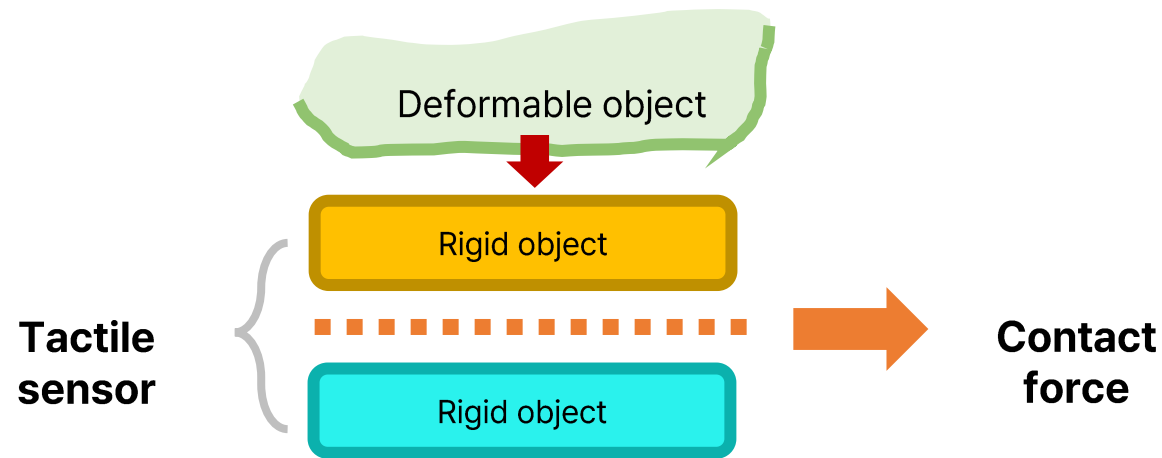 Deformable object
Rigid object
Tactile
sensor
Contact
force
Rigid object